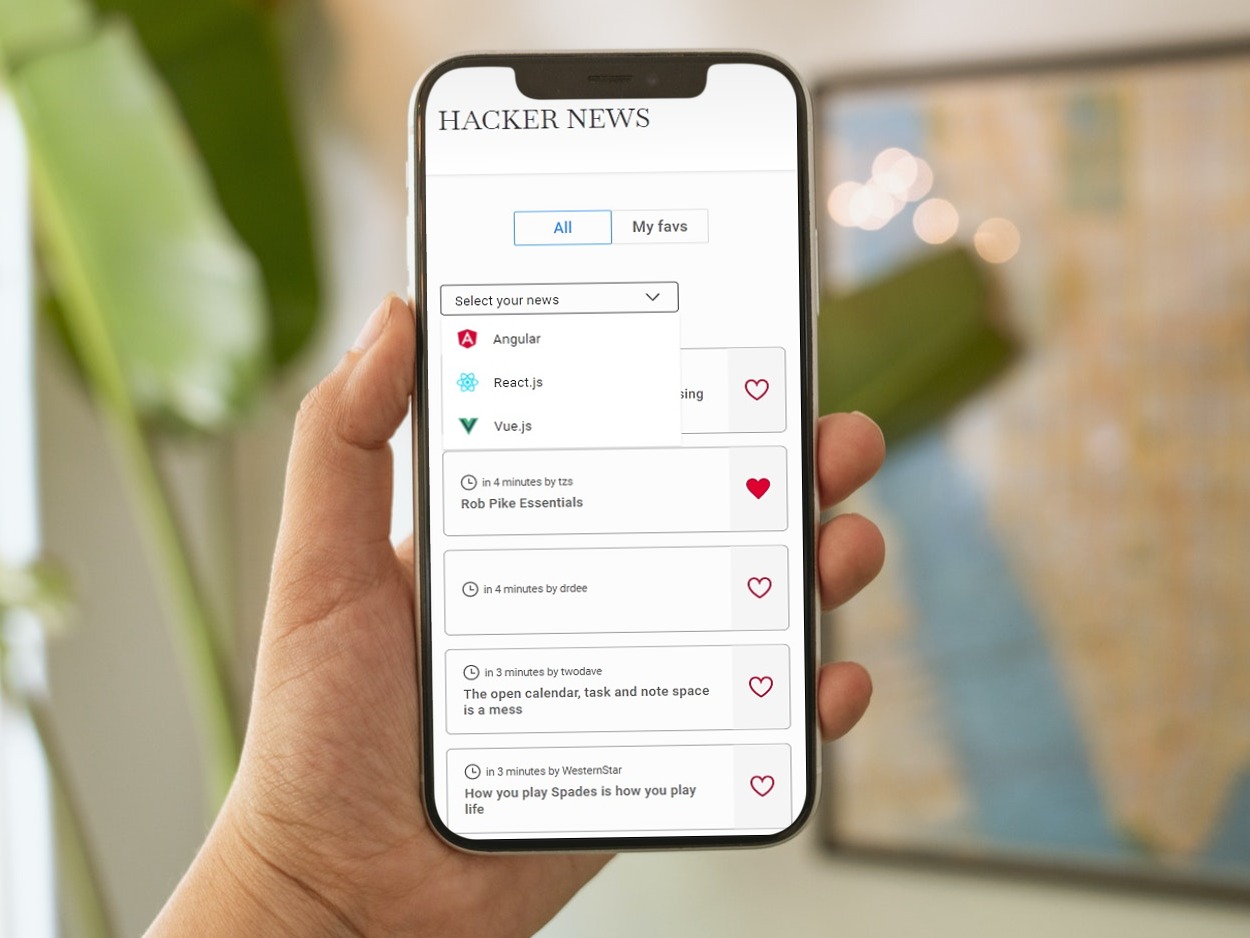 HACKER NEWS
All
My favs
Select your news
Angular
React.js
Vue.js
in 4 minutes by tzs
Rob Pike Essentials
in 4 minutes by drdee
in 3 minutes by twodave
The open calendar, task and note space
is a mess
in 3 minutes by WesternStar
How you play Spades is how you play
life